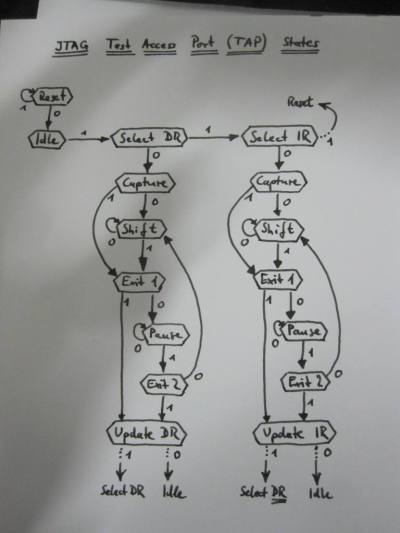 JTAG Test Access Port (TAP) States
Reset
Reset
1
0
1
Idle
1
Select DR
1
Select IR
0
0
Capture
Capture
1
0
1
0
Shift
Shift
0
1
0
1
Exit 1
Exit 1
1
0
1
0
Pause
Pause
0
1
0
1
Exit 2
0
Exit 2
0
1
1
Update DR
Update IR
1
0
1
0
Select DR
Idle
Select DR
Idle